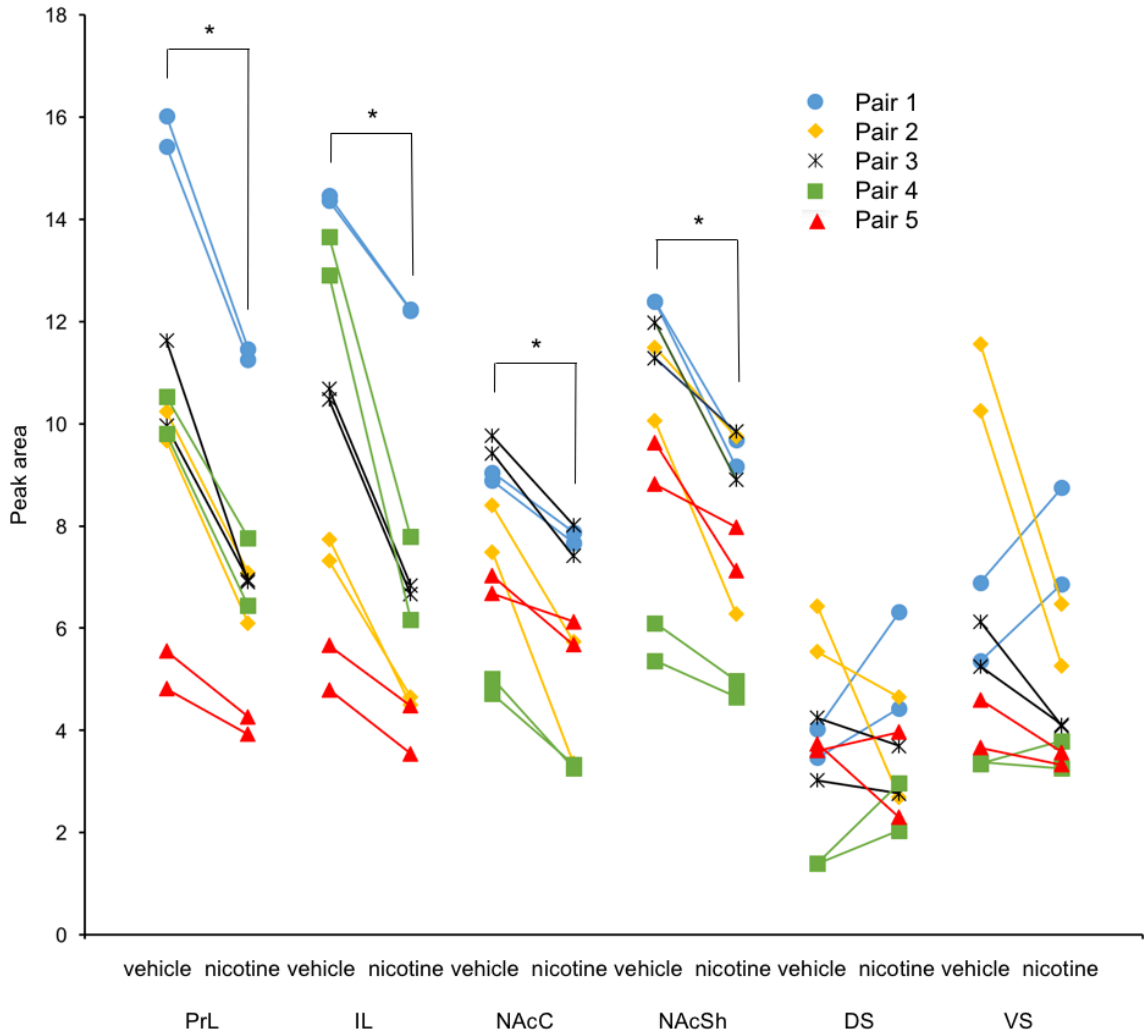 18
16
14
12
10
8
6
4
2
0
Peak area
*
*
*
*
Pair 1
Pair 2
Pair 3
Pair 4
Pair 5
vehicle nicotine vehicle nicotine vehicle nicotine vehicle nicotine vehicle nicotine vehicle nicotine
PrL IL NAcC NAcSh DS VS